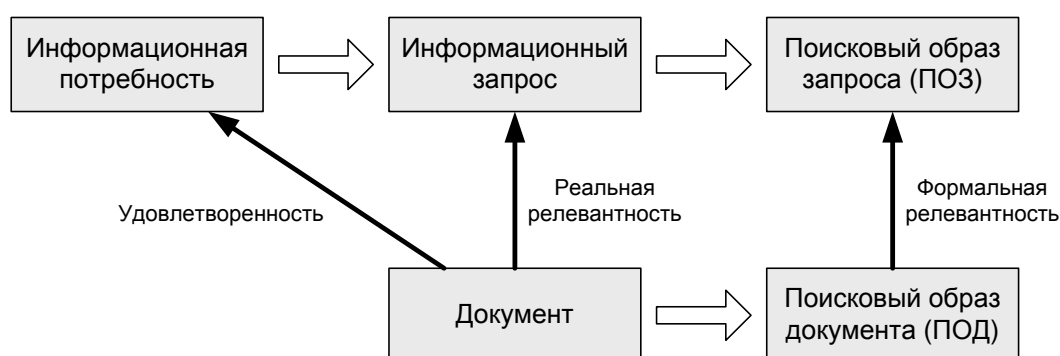 Информационная
потребность
Информационный
запрос
Поисковый образ
запроса (ПОЗ)
Удовлетворенность
Реальная
релевантность
Формальная
релевантность
Документ
Поисковый образ
документа (ПОД)